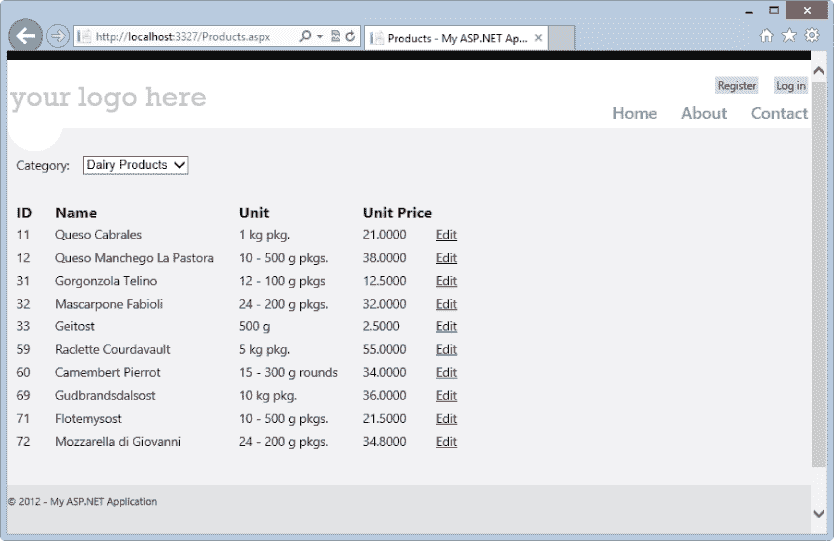 http://localhost:3327/Products.aspx
Products - My ASP.NET Ap...
Register Log in
your logo here
Home About Contact
Category: Dairy Products
ID Name Unit Unit Price
11 Queso Cabrales 1 kg pkg. 21.0000 Edit
12 Queso Manchego La Pastora 10 - 500 g pkgs. 38.0000 Edit
31 Gorgonzola Telino 12 - 100 g pkgs 12.5000 Edit
32 Mascarpone Fabioli 24 - 200 g pkgs. 32.0000 Edit
33 Geitost 500 g 2.5000 Edit
59 Raclette Courdavault 5 kg pkg. 55.0000 Edit
60 Camembert Pierrot 15 - 300 g rounds 34.0000 Edit
69 Gudbrandsdalsost 10 kg pkg. 36.0000 Edit
71 Flotemysost 10 - 500 g pkgs. 21.5000 Edit
72 Mozzarella di Giovanni 24 - 200 g pkgs. 34.8000 Edit
© 2012 - My ASP.NET Application